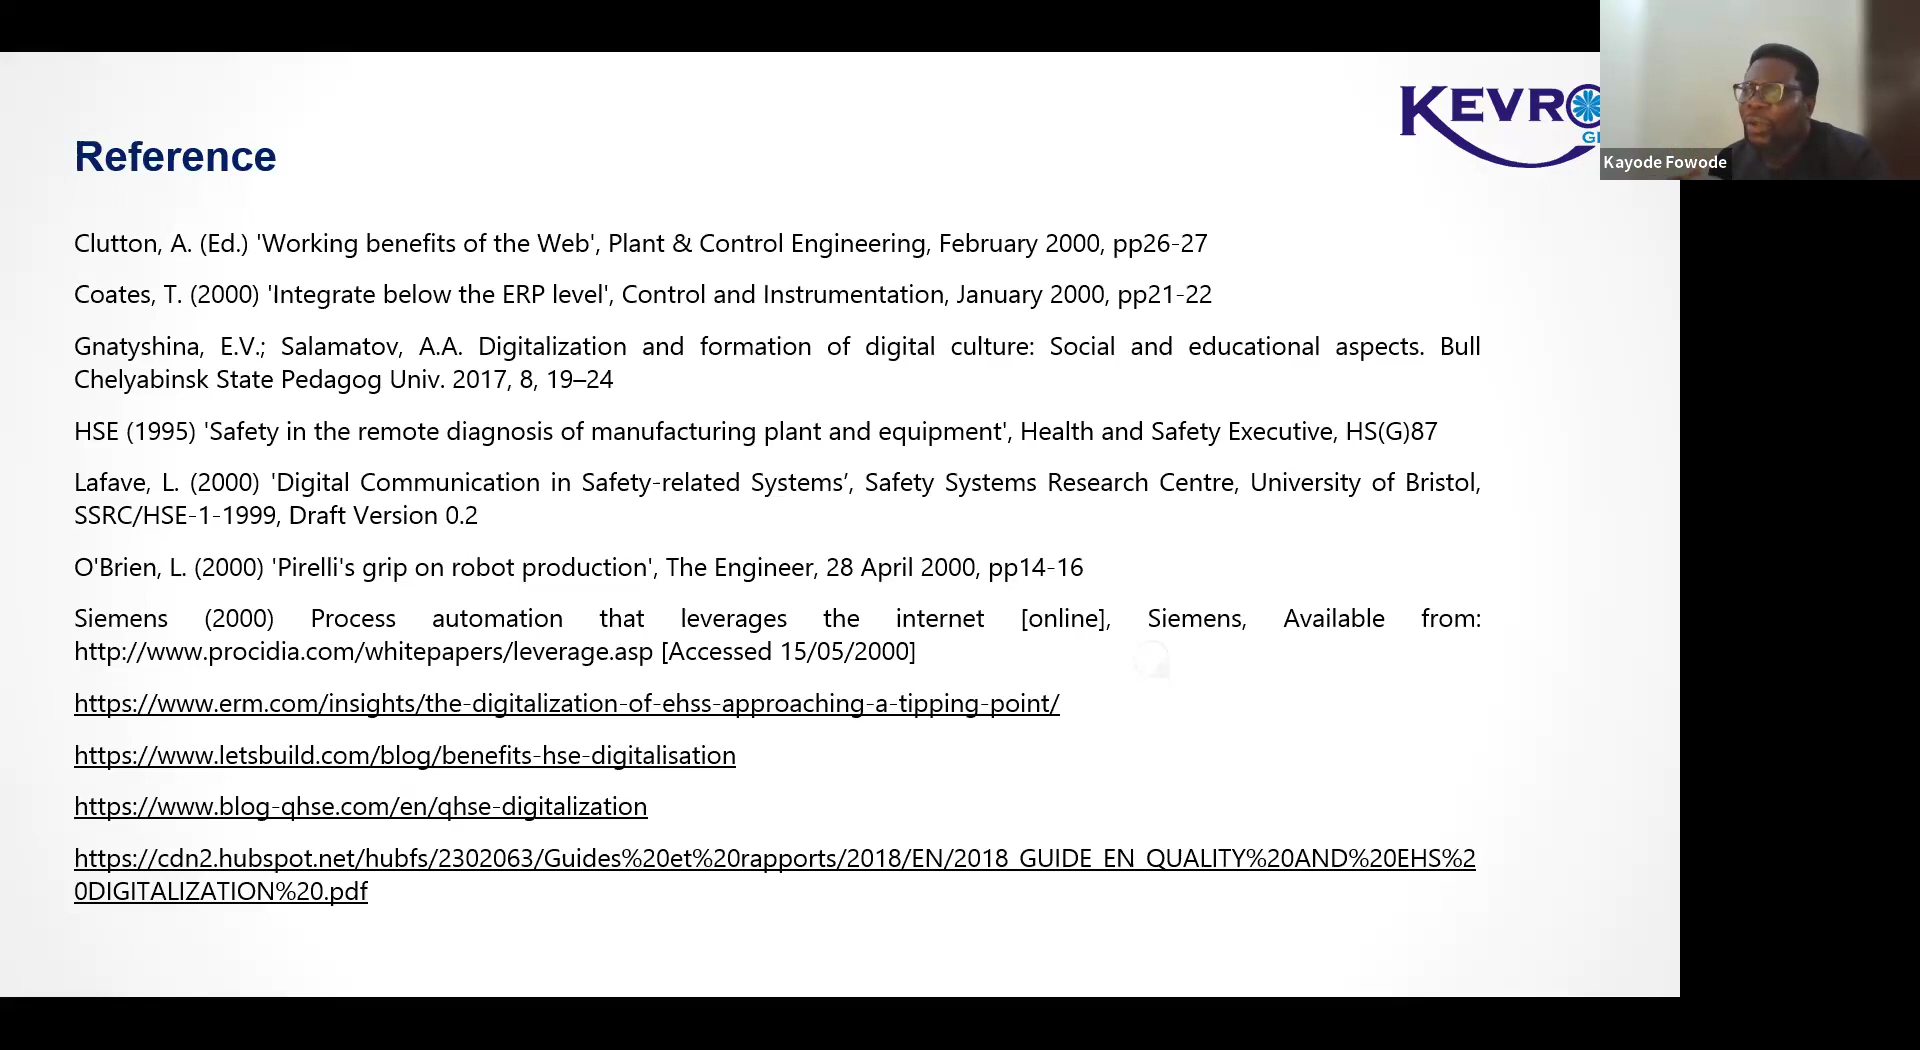 KEVR
Kayode Fowode
Reference
Clutton, A. (Ed.) 'Working benefits of the Web', Plant & Control Engineering, February 2000, pp26-27
Coates, T. (2000) 'Integrate below the ERP level', Control and Instrumentation, January 2000, pp21-22
Gnatyshina, E.V.; Salamatov, A.A. Digitalization and formation of digital culture: Social and educational aspects. Bull
Chelyabinsk State Pedagog Univ. 2017, 8, 19–24
HSE (1995) 'Safety in the remote diagnosis of manufacturing plant and equipment', Health and Safety Executive, HS(G)87
Lafave, L. (2000) 'Digital Communication in Safety-related Systems’, Safety Systems Research Centre, University of Bristol,
SSRC/HSE-1-1999, Draft Version 0.2
O'Brien, L. (2000) 'Pirelli's grip on robot production', The Engineer, 28 April 2000, pp14-16
Siemens (2000) Process automation that leverages the internet [online], Siemens, Available from:
http://www.procidia.com/whitepapers/leverage.asp [Accessed 15/05/2000]
https://www.erm.com/insights/the-digitalization-of-ehss-approaching-a-tipping-point/
https://www.letsbuild.com/blog/benefits-hse-digitalisation
https://www.blog-qhse.com/en/qhse-digitalization
https://cdn2.hubspot.net/hubfs/2302063/Guides%20et%20rapports/2018/EN/2018_GUIDE_EN_QUALITY%20AND%20EHS%2
0DIGITALIZATION%20.pdf